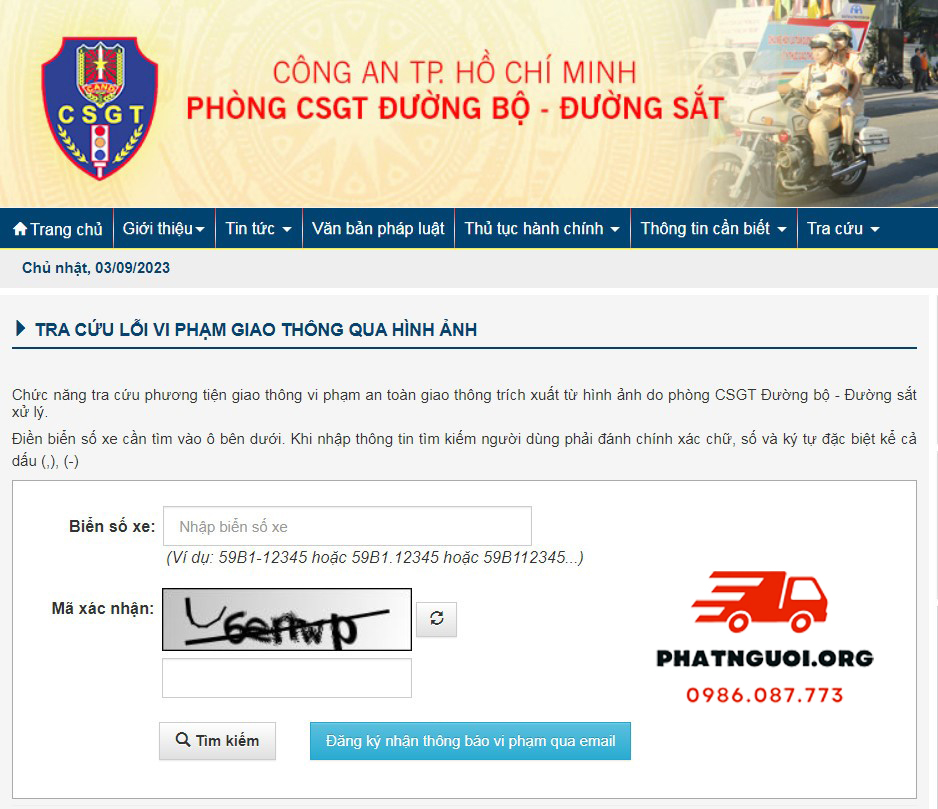 CAND
CSGT
CÔNG AN TP. HỒ CHÍ MINH
PHÒNG CSGT ĐƯỜNG BỘ - ĐƯỜNG SẮT
Trang chủ Giới thiệu Tin tức Văn bản pháp luật Thủ tục hành chính Thông tin cần biết Tra cứu
Chủ nhật, 03/09/2023
TRA CỨU LỖI VI PHẠM GIAO THÔNG QUA HÌNH ẢNH
Chức năng tra cứu phương tiện giao thông vi phạm an toàn giao thông trích xuất từ hình ảnh do phòng CSGT Đường bộ - Đường sắt
xử lý.
Điền biển số xe cần tìm vào ô bên dưới. Khi nhập thông tin tìm kiếm người dùng phải đánh chính xác chữ, số và ký tự đặc biệt kể cả
dấu (,), (-)
Biển số xe: Nhập biển số xe
(Ví dụ: 59B1-12345 hoặc 59B1.12345 hoặc 59B112345...)
Mã xác nhận:
PHATNGUOI.ORG
0986.087.773
Tìm kiếm Đăng ký nhận thông báo vi phạm qua email